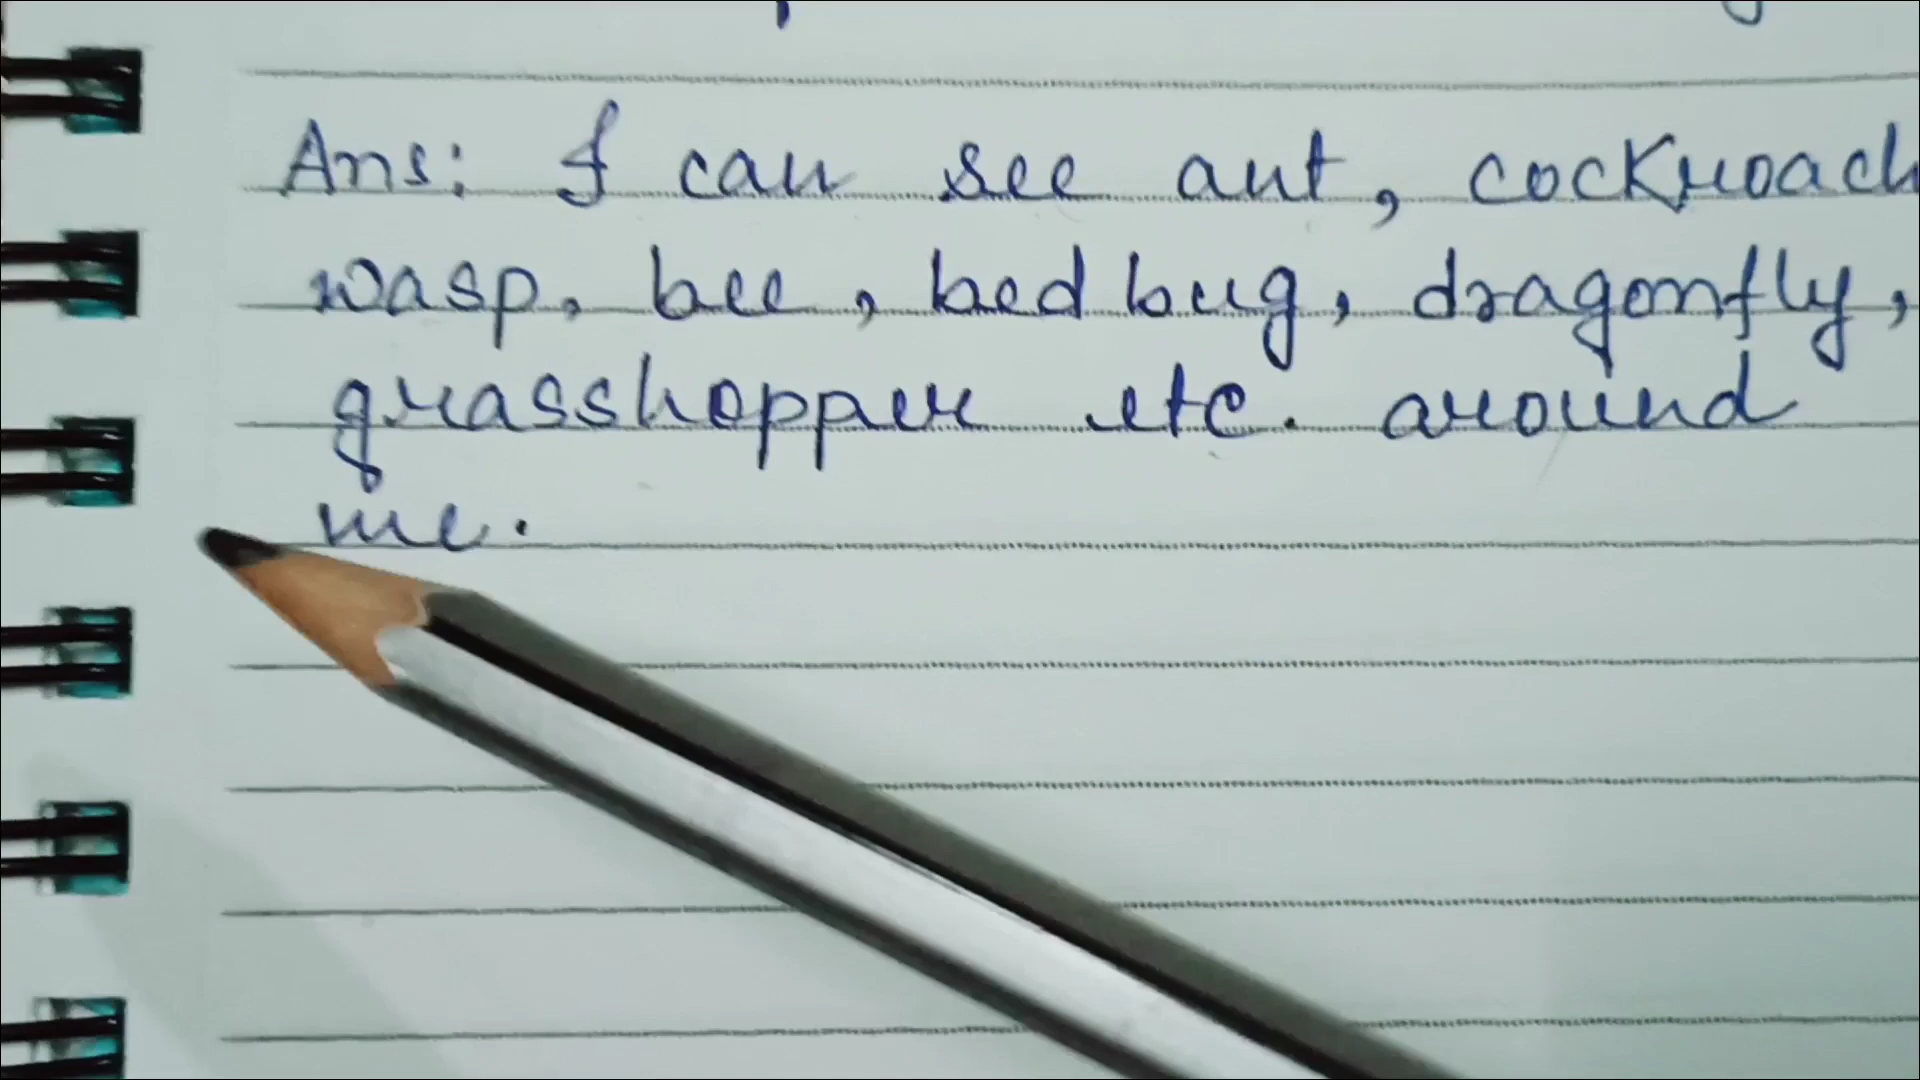 Ans: I can see ant, cockroach
wasp, bee, bed bug, dragonfly,
grasshopper etc. around
me.